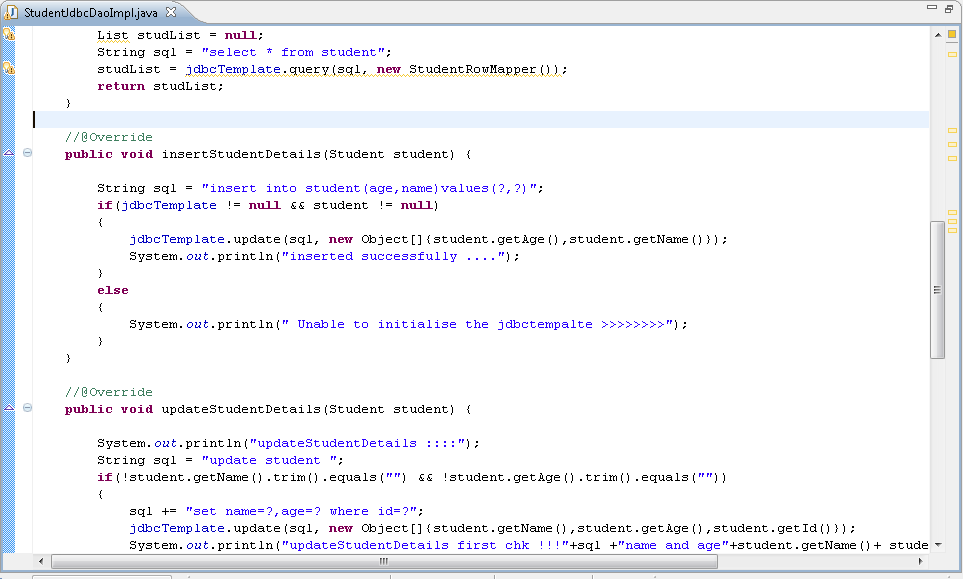 StudentJdbcDaoImpl.java
List studList = null;
String sql = "select * from student";
studList = jdbcTemplate.query(sql, new StudentRowMapper());
return studList;
}
//@Override
public void insertStudentDetails(Student student) {
String sql = "insert into student(age,name)values(?,?)";
if(jdbcTemplate != null && student != null)
{
jdbcTemplate.update(sql, new Object[]{student.getAge(),student.getName()});
System.out.println("inserted successfully ....");
}
else
{
System.out.println(" Unable to initialise the jdbctempalte >>>>>>>>");
}
}
//@Override
public void updateStudentDetails(Student student) {
System.out.println("updateStudentDetails ::::");
String sql = "update student ";
if(!student.getName().trim().equals("") && !student.getAge().trim().equals(""))
{
sql += "set name=?,age=? where id=?";
jdbcTemplate.update(sql, new Object[]{student.getName(),student.getAge(),student.getId()});
System.out.println("updateStudentDetails first chk !!!"+sql +"name and age"+student.getName()+ stude